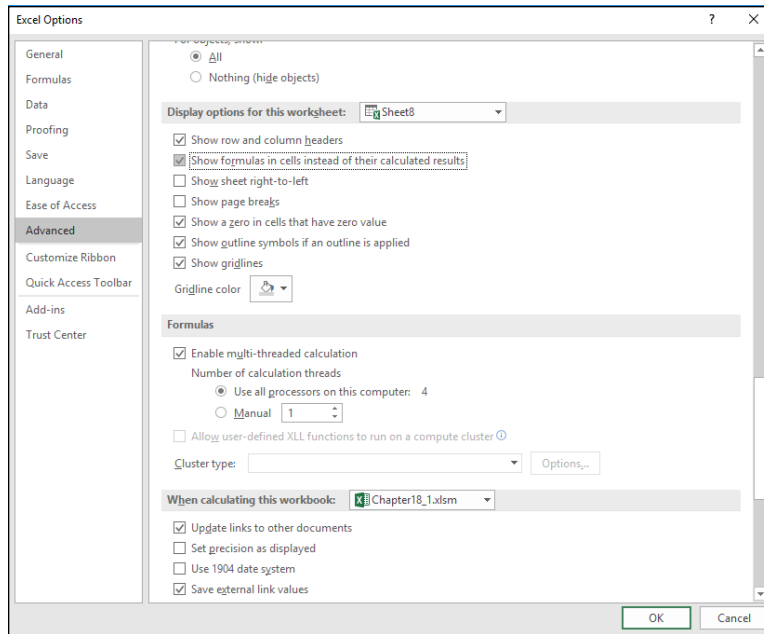 Excel Options ? ×
General
Formulas
Data
Proofing
Save
Language
Ease of Access
Advanced
Customize Ribbon
Quick Access Toolbar
Add-ins
Trust Center
For objects, show:
All
Nothing (hide objects)
Display options for this worksheet: Sheet8
Show row and column headers
Show formulas in cells instead of their calculated results
Show sheet right-to-left
Show page breaks
Show a zero in cells that have zero value
Show outline symbols if an outline is applied
Show gridlines
Gridline color
Formulas
Enable multi-threaded calculation
Number of calculation threads
Use all processors on this computer: 4
Manual 1
Allow user-defined XLL functions to run on a compute cluster
Cluster type: Options...
When calculating this workbook: Chapter18_1.xlsm
Update links to other documents
Set precision as displayed
Use 1904 date system
Save external link values
OK Cancel